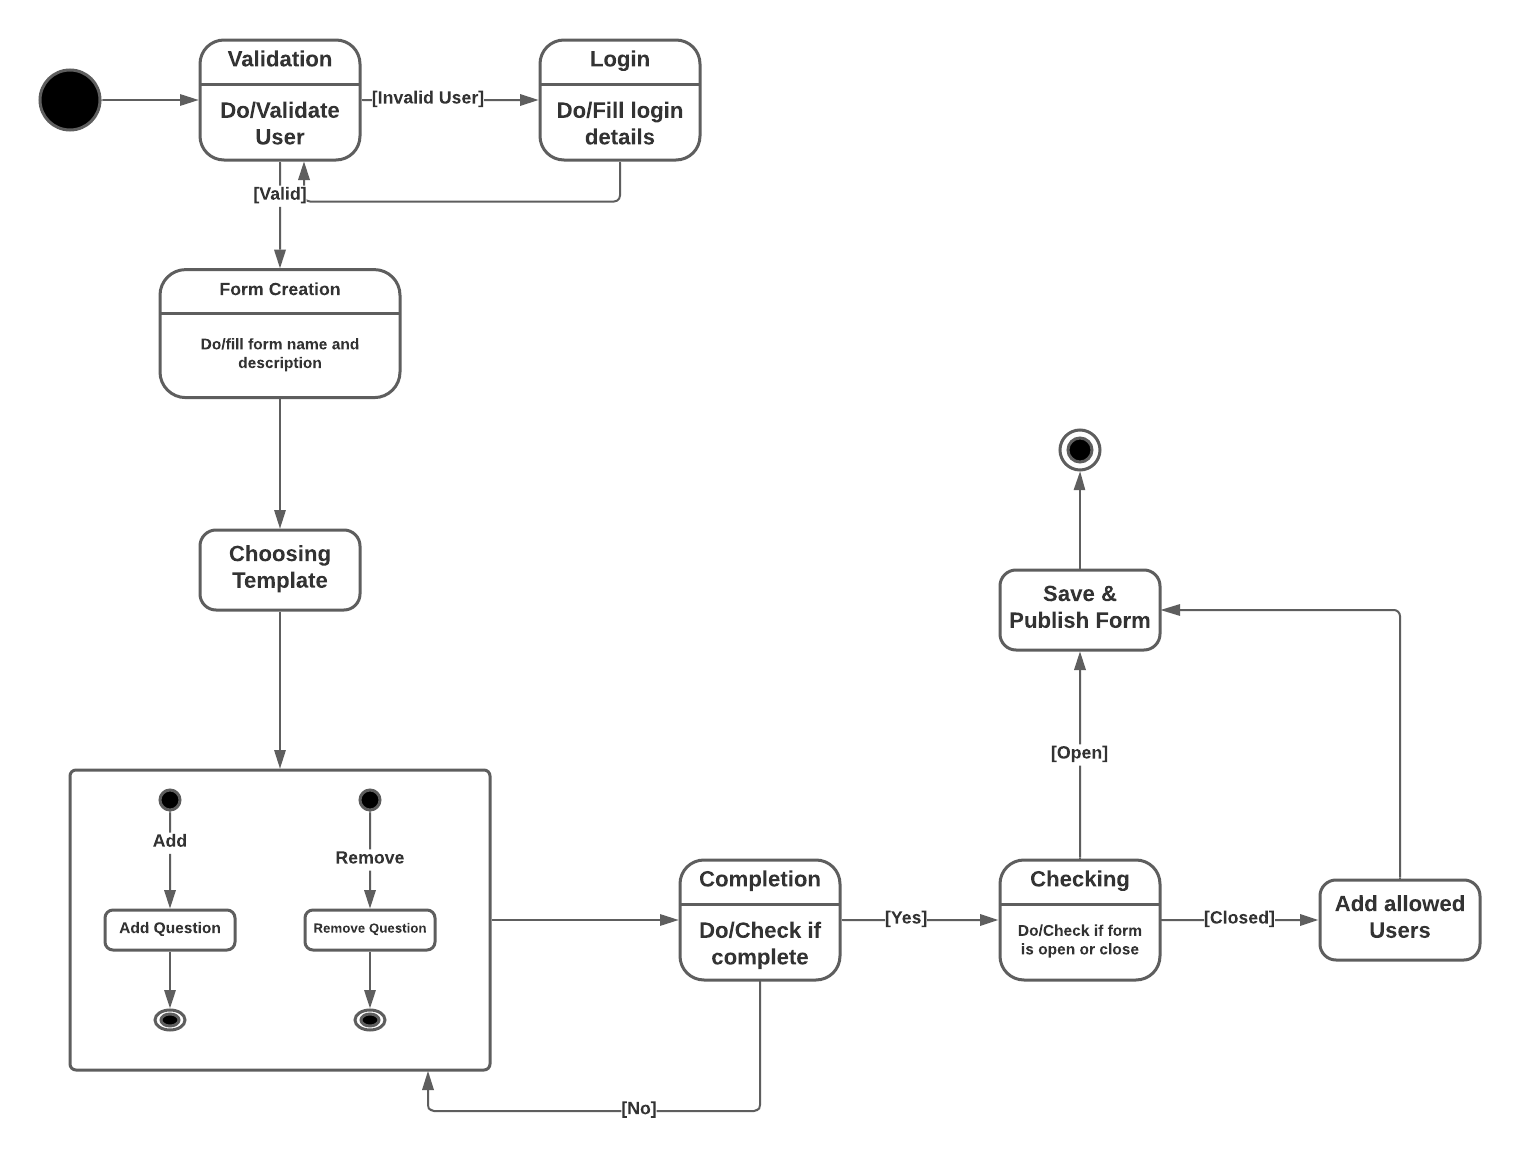 Validation
Do/Validate
User
[Invalid User]
Login
Do/Fill login
details
[Valid]
Form Creation
Do/fill form name and
description
Choosing
Template
Add
Add Question
Remove
Remove Question
Completion
Do/Check if
complete
[No]
[Yes]
Checking
Do/Check if form
is open or close
[Open]
[Closed]
Add allowed
Users
Save &
Publish Form